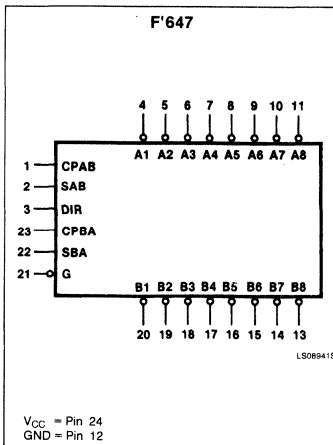 F'647
4 5 6 7 8 9 10 11
A1 A2 A3 A4 A5 A6 A7 A8
1 CPAB
2 SAB
3 DIR
23 CPBA
22 SBA
21 G
B1 B2 B3 B4 B5 B6 B7 B8
20 19 18 17 16 15 14 13
LS08941S
VCC = Pin 24
GND = Pin 12